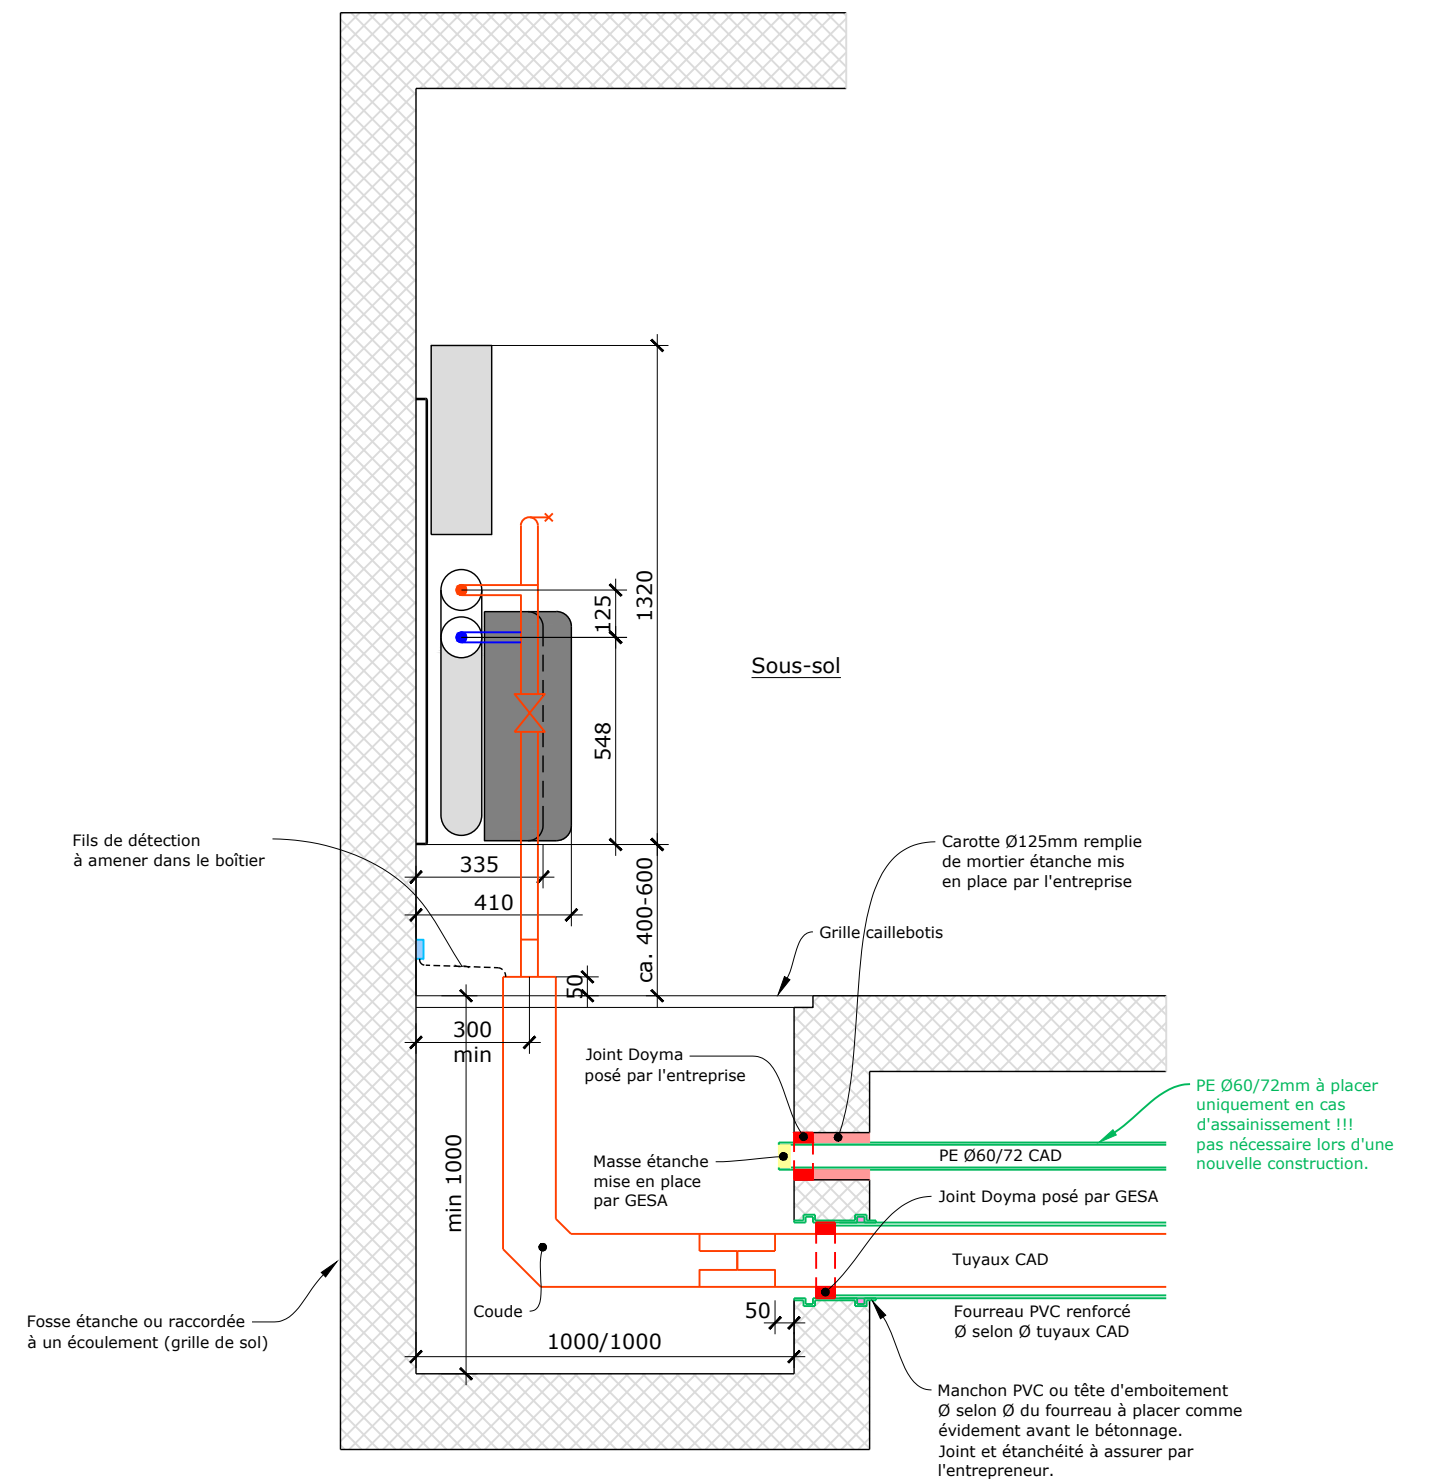 1320
125
Sous-sol
548
Fils de détection
à amener dans le boîtier
335
410
ca. 400-600
Carotte Ø125mm remplie
de mortier étanche mis
en place par l'entreprise
Grille caillebotis
50
300
min
Joint Doyma
posé par l'entreprise
PE Ø60/72mm à placer
uniquement en cas
d'assainissement !!!
pas nécessaire lors d'une
nouvelle construction.
min 1000
Masse étanche
mise en place
par GESA
PE Ø60/72 CAD
Joint Doyma posé par GESA
Tuyaux CAD
Coude
50
Fourreau PVC renforcé
Ø selon Ø tuyaux CAD
Fosse étanche ou raccordée
à un écoulement (grille de sol)
1000/1000
Manchon PVC ou tête d'emboitement
Ø selon Ø du fourreau à placer comme
évidement avant le bétonnage.
Joint et étanchéité à assurer par
l'entrepreneur.